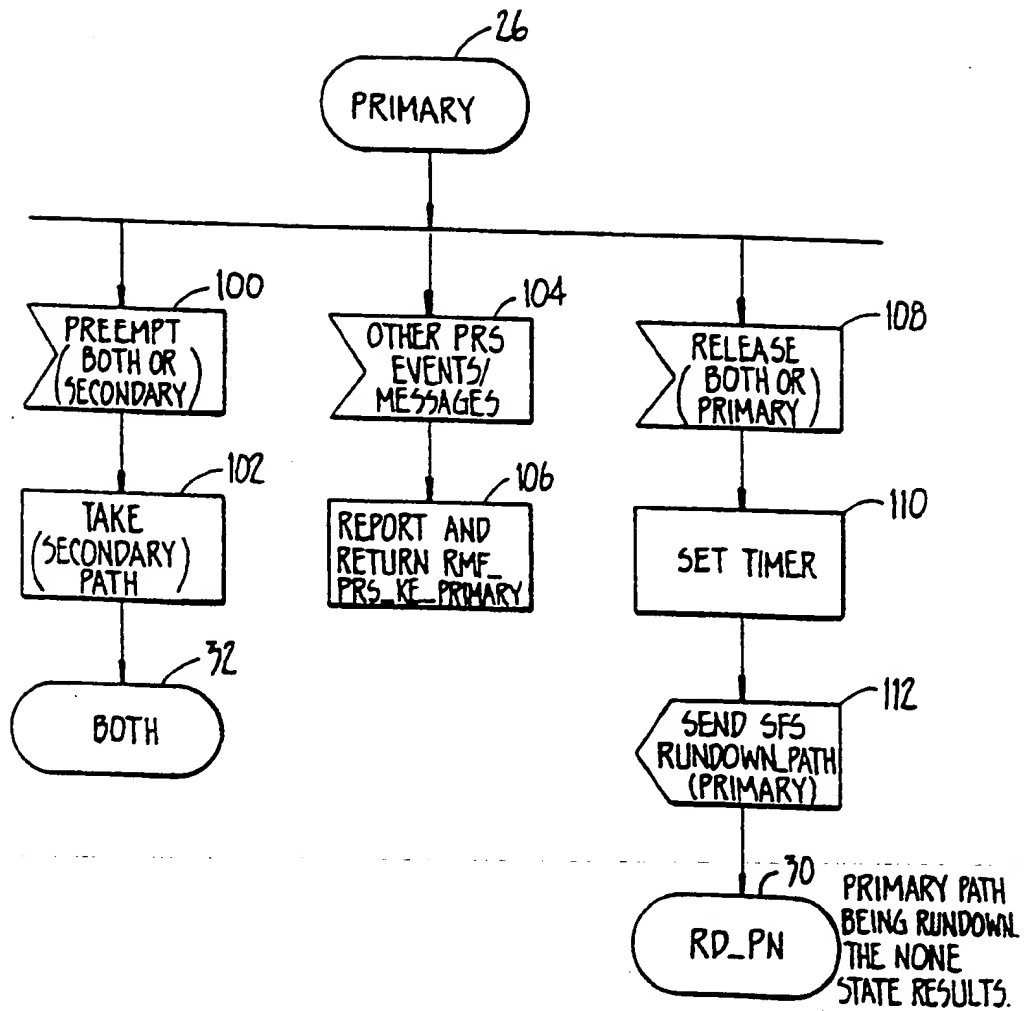 26
PRIMARY
100
PREEMPT
(BOTH OR
SECONDARY)
102
TAKE
(SECONDARY)
PATH
32
BOTH
104
OTHER PRS
EVENTS/
MESSAGES
106
REPORT AND
RETURN RMF_
PRS_KE_PRIMARY
108
RELEASE
(BOTH OR
PRIMARY)
110
SET TIMER
112
SEND SFS
RUNDOWN_PATH
(PRIMARY)
30
RD_PN
PRIMARY PATH
BEING RUNDOWN
THE NONE
STATE RESULTS.